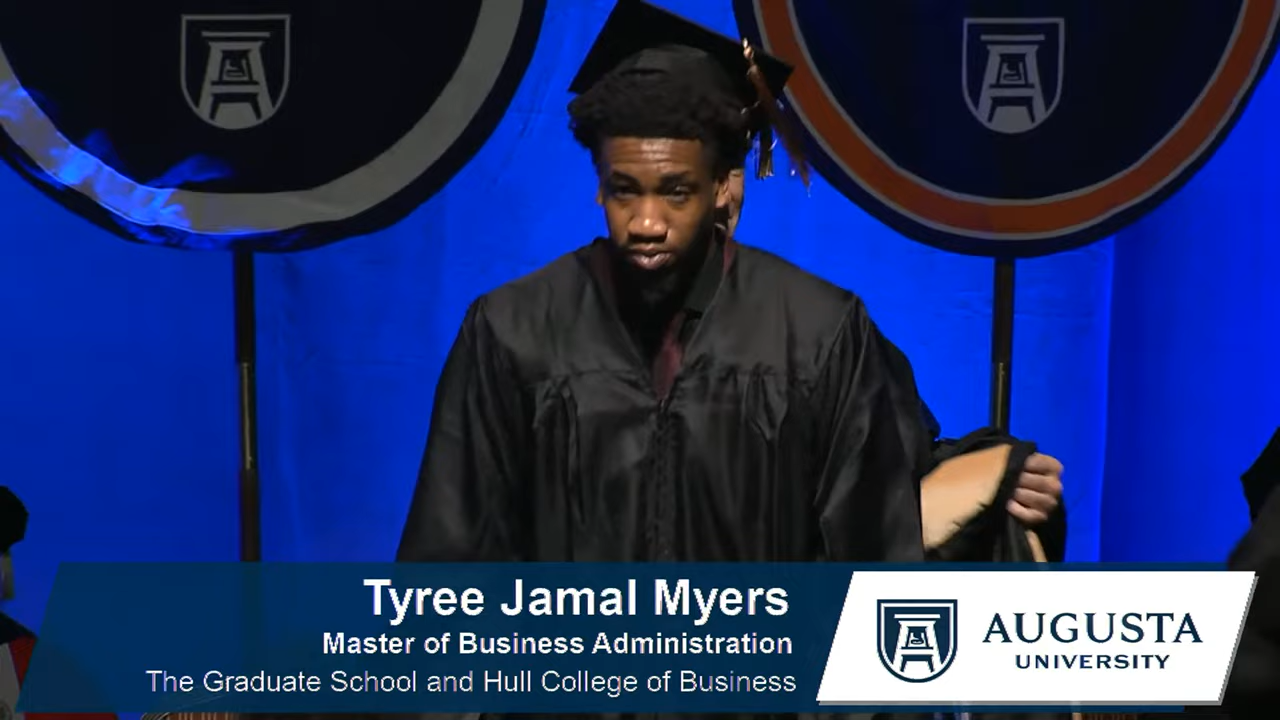 Tyree Jamal Myers
Master of Business Administration
The Graduate School and Hull College of Business
AUGUSTA
UNIVERSITY